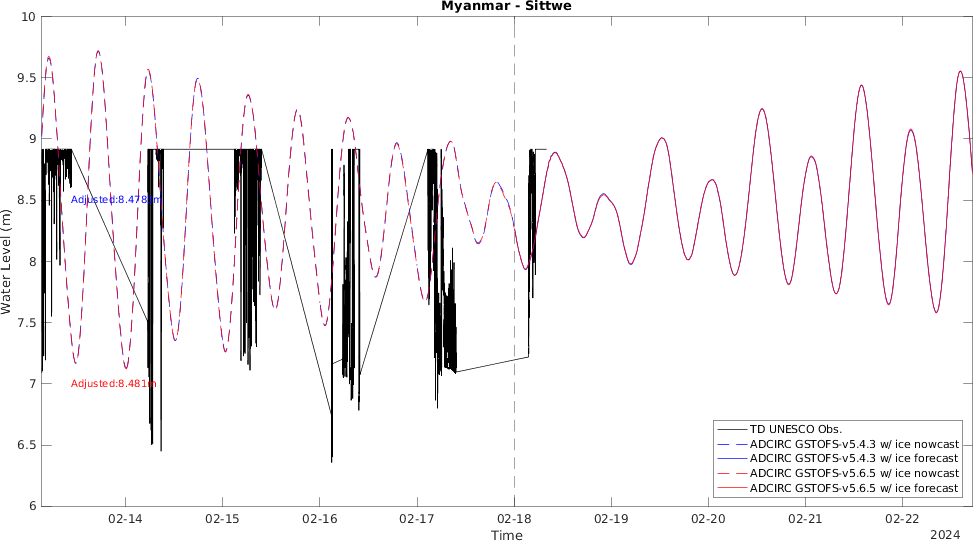 Myanmar - Sittwe
10
9.5
9
8.5
8
7.5
7
6.5
6
Water Level (m)
Adjusted:8.478
Adjusted:8.481m
TD UNESCO Obs.
ADCIRC GSTOFS-v5.4.3 w/ ice nowcast
ADCIRC GSTOFS-v5.4.3 w/ ice forecast
ADCIRC GSTOFS-v5.6.5 w/ ice nowcast
ADCIRC GSTOFS-v5.6.5 w/ ice forecast
02-14 02-15 02-16 02-17 02-18 02-19 02-20 02-21 02-22
Time
2024